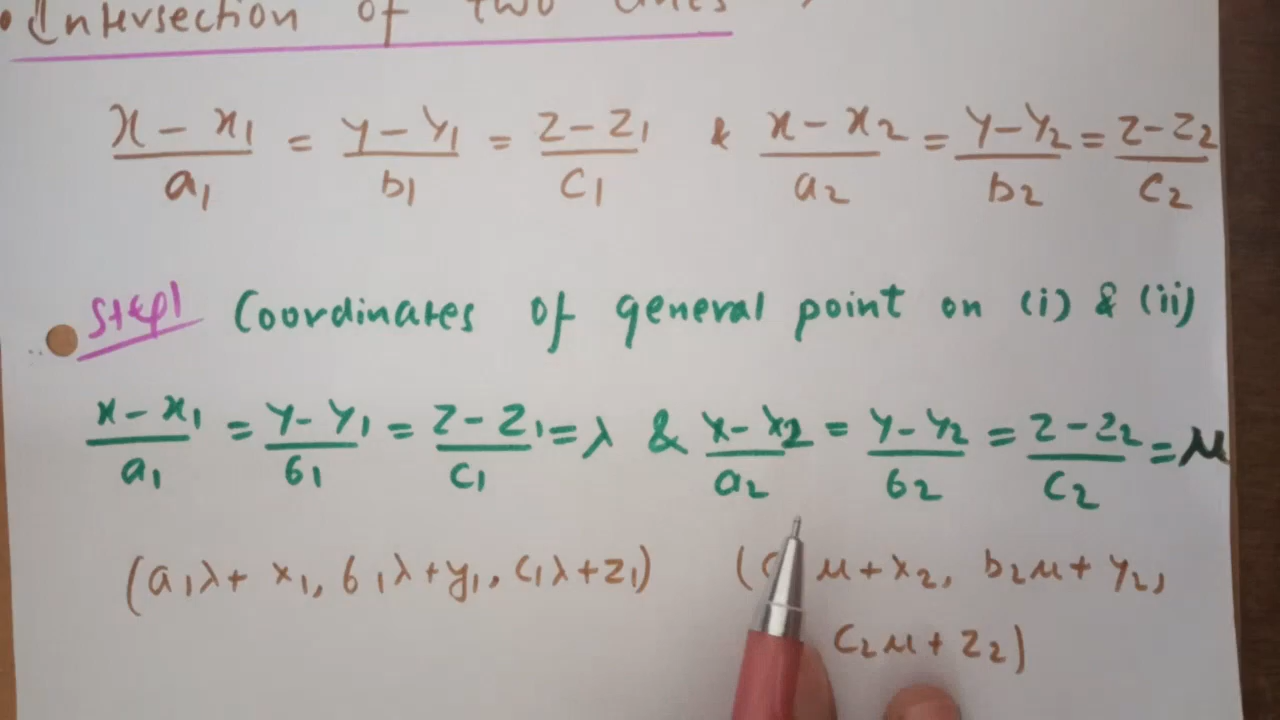 • Intersection of two lines
x - x₁ / a₁ = y - y₁ / b₁ = z - z₁ / c₁ & x - x₂ / a₂ = y - y₂ / b₂ = z - z₂ / c₂
Step1 Coordinates of general point on (i) & (ii)
x - x₁ / a₁ = y - y₁ / b₁ = z - z₁ / c₁ = λ & x - x₂ / a₂ = y - y₂ / b₂ = z - z₂ / c₂ = μ
(a₁λ + x₁, b₁λ + y₁, c₁λ + z₁) ( μ + x₂, b₂μ + y₂,
c₂μ + z₂)